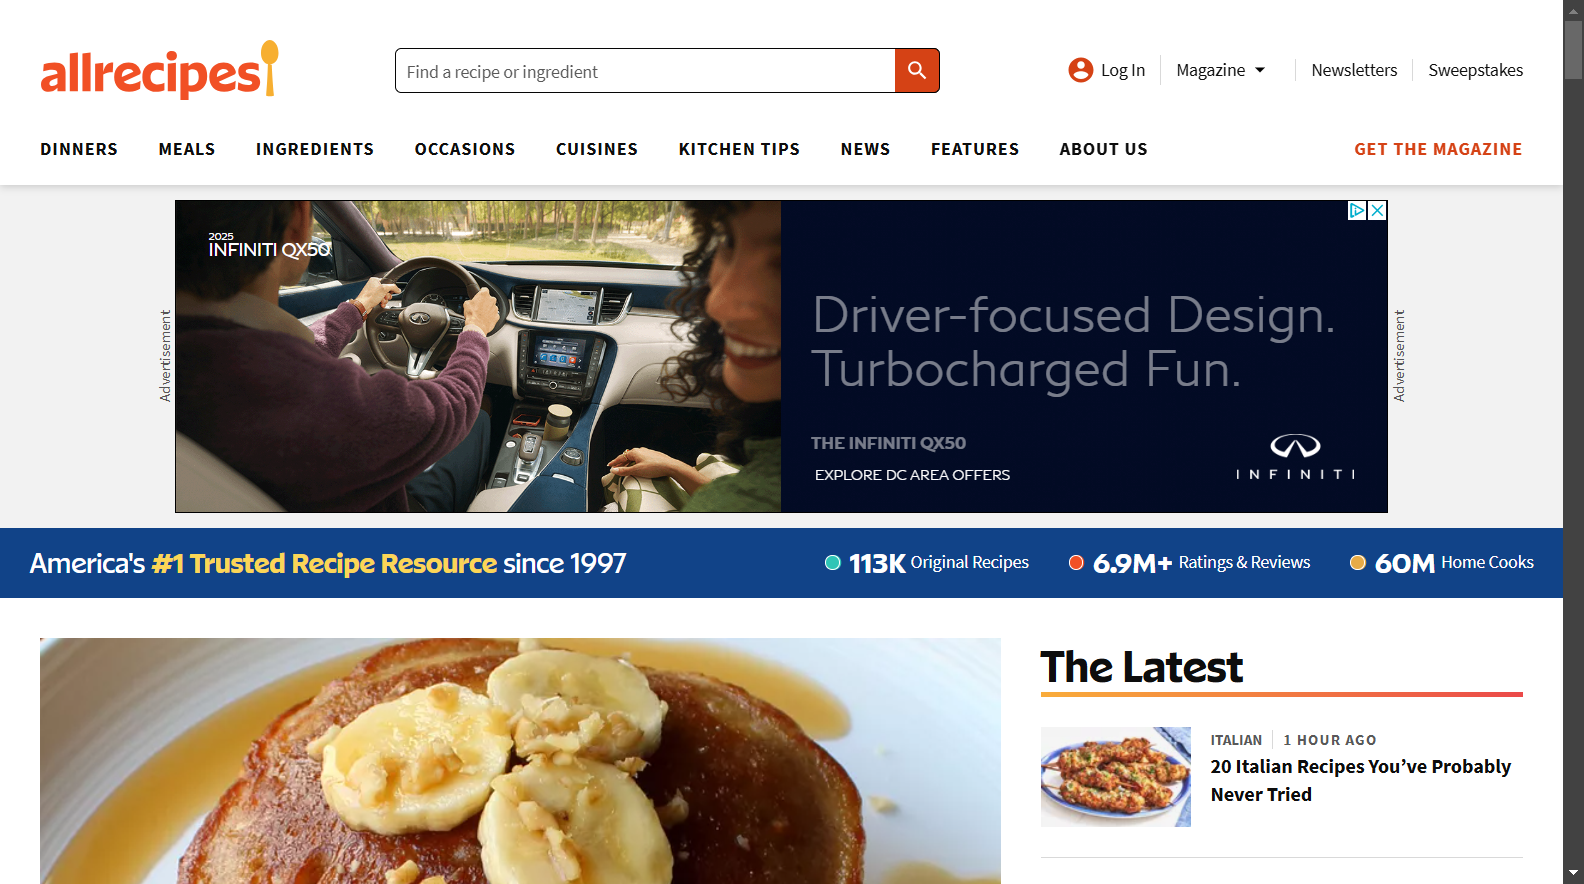 allrecipes
Find a recipe or ingredient
Log In
Magazine
Newsletters
Sweepstakes
DINNERS
MEALS
INGREDIENTS
OCCASIONS
CUISINES
KITCHEN TIPS
NEWS
FEATURES
ABOUT US
GET THE MAGAZINE
Advertisement
2025
INFINITI QX50
Driver-focused Design.
Turbocharged Fun.
THE INFINITI QX50
EXPLORE DC AREA OFFERS
INFINITI
Advertisement
America's #1 Trusted Recipe Resource since 1997
113K Original Recipes
6.9M+ Ratings & Reviews
60M Home Cooks
The Latest
ITALIAN
1 HOUR AGO
20 Italian Recipes You’ve Probably
Never Tried